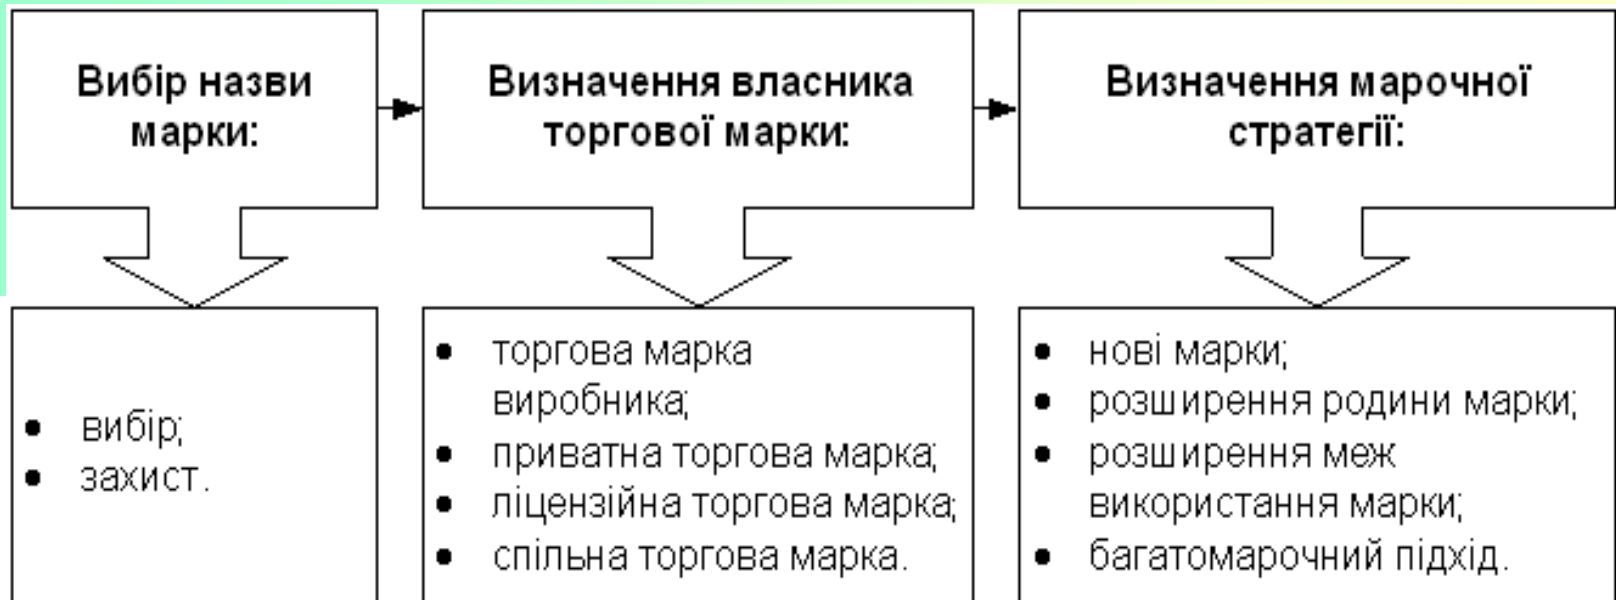 Вибір назви
марки:
Визначення власника
торгової марки:
Визначення марочної
стратегії:
• вибір;
• захист.
• торгова марка
виробника;
• приватна торгова марка;
• ліцензійна торгова марка;
• спільна торгова марка.
• нові марки;
• розширення родини марки;
• розширення меж
використання марки;
• багатомарочний підхід.